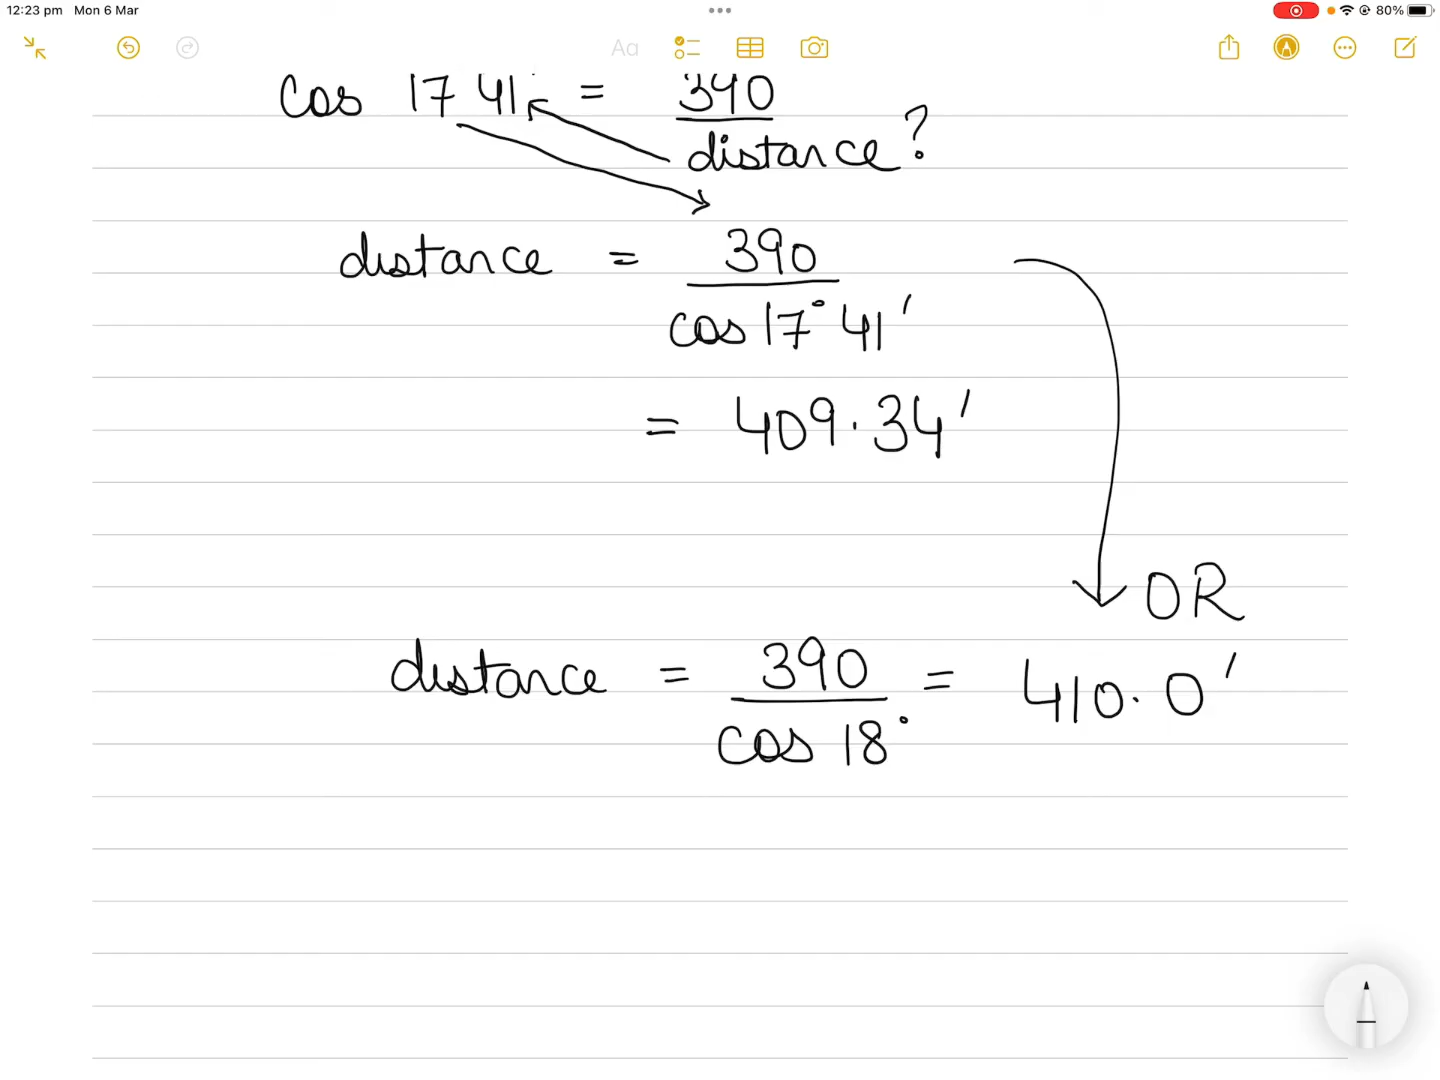 12:23 pm Mon 6 Mar
80%
Aa
cos 17 41' = 390
distance ?
distance = 390
cos 17° 41'
= 409.34'
OR
distance = 390 = 410.0'
cos 18°